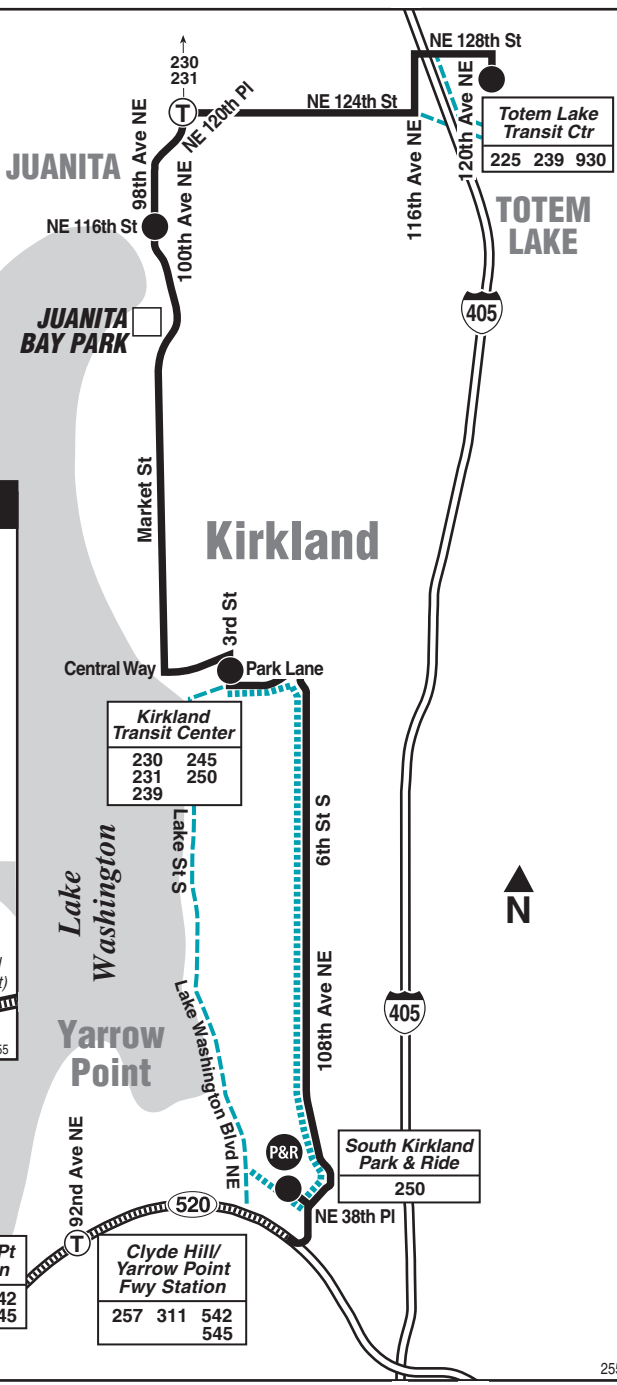 NE 128th St
230
231
T
NE 120th Pl
NE 124th St
98th Ave NE
120th Ave NE
Totem Lake
Transit Ctr
225 239 930
JUANITA
100th Ave NE
116th Ave NE
TOTEM
LAKE
NE 116th St
405
JUANITA
BAY PARK
Market St
Kirkland
3rd St
Central Way
Park Lane
Kirkland
Transit Center
230 245
231 250
239
Lake St S
6th St S
Lake
Washington
N
t)
108th Ave NE
Lake Washington Blvd NE
405
55
Yarrow
Point
92nd Ave NE
P&R
South Kirkland
Park & Ride
250
520
NE 38th Pl
T
Pt
n
42
45
Clyde Hill/
Yarrow Point
Fwy Station
257 311 542
545
255